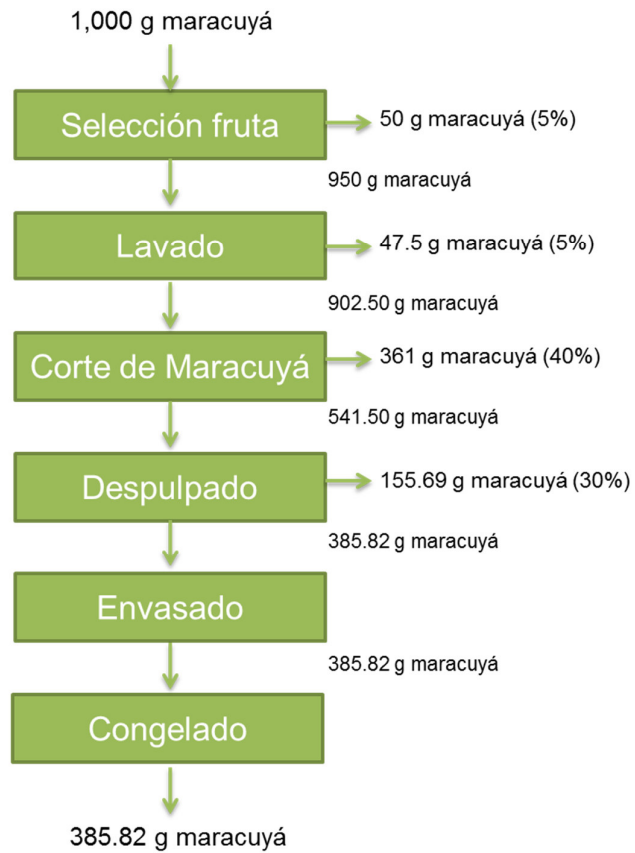 1,000 g maracuyá
Selección fruta
50 g maracuyá (5%)
950 g maracuyá
Lavado
47.5 g maracuyá (5%)
902.50 g maracuyá
Corte de Maracuyá
361 g maracuyá (40%)
541.50 g maracuyá
Despulpado
155.69 g maracuyá (30%)
385.82 g maracuyá
Envasado
385.82 g maracuyá
Congelado
385.82 g maracuyá